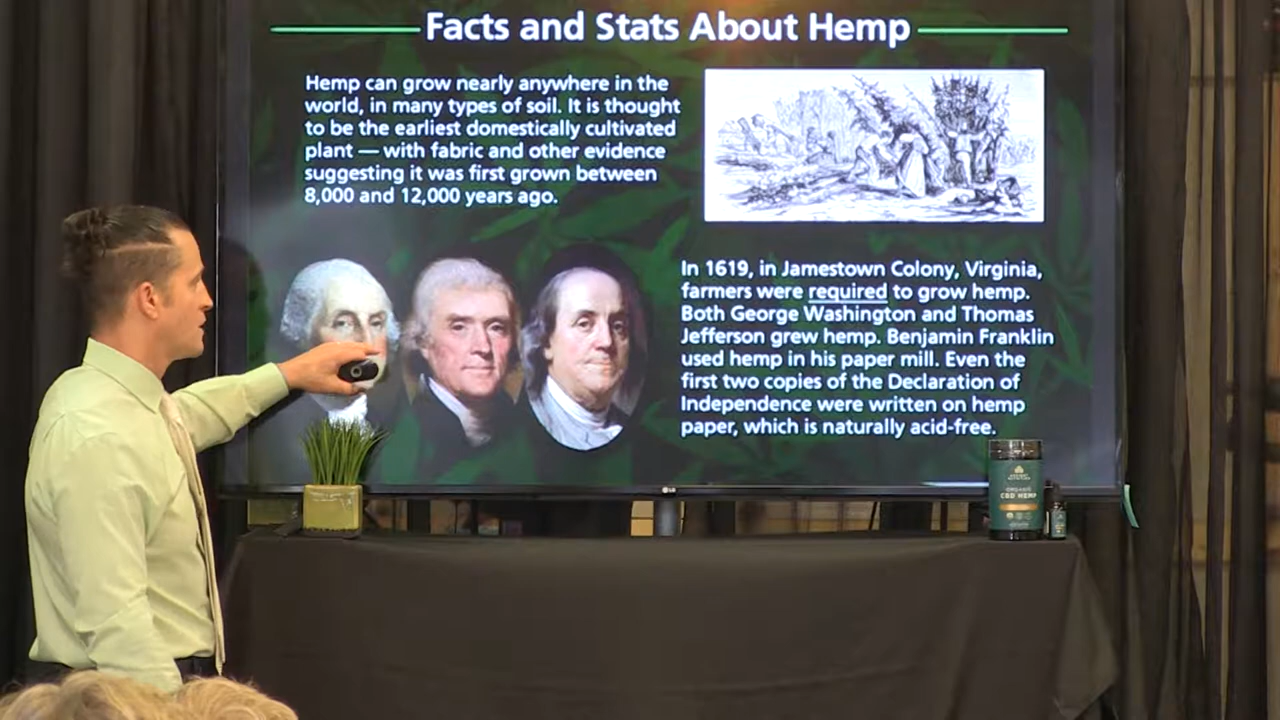 Facts and Stats About Hemp
Hemp can grow nearly anywhere in the
world, in many types of soil. It is thought
to be the earliest domestically cultivated
plant — with fabric and other evidence
suggesting it was first grown between
8,000 and 12,000 years ago.
In 1619, in Jamestown Colony, Virginia,
farmers were required to grow hemp.
Both George Washington and Thomas
Jefferson grew hemp. Benjamin Franklin
used hemp in his paper mill. Even the
first two copies of the Declaration of
Independence were written on hemp
paper, which is naturally acid-free.
LG
ANCIENT
NUTRITION
ORGANIC
CBD HEMP